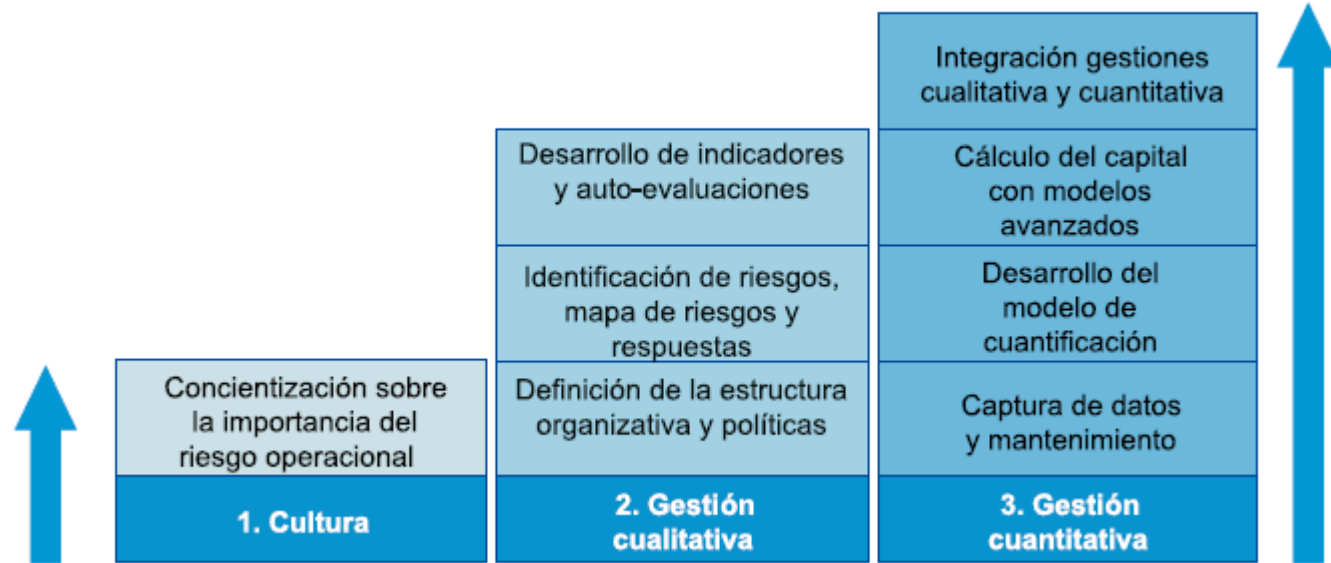 Concientización sobre
la importancia del
riesgo operacional
1. Cultura
Desarrollo de indicadores
y auto-evaluaciones
Identificación de riesgos,
mapa de riesgos y
respuestas
Definición de la estructura
organizativa y políticas
2. Gestión
cualitativa
Integración gestiones
cualitativa y cuantitativa
Cálculo del capital
con modelos
avanzados
Desarrollo del
modelo de
cuantificación
Captura de datos
y mantenimiento
3. Gestión
cuantitativa